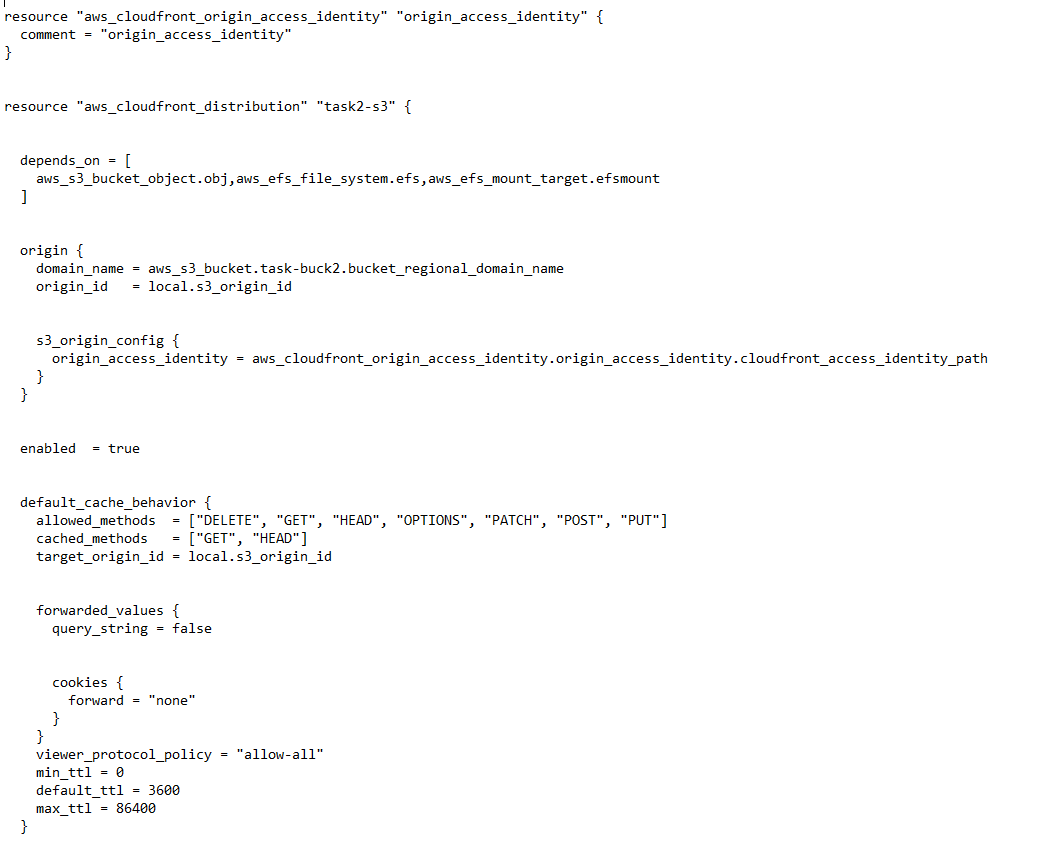 resource "aws_cloudfront_origin_access_identity" "origin_access_identity" {
  comment = "origin_access_identity"
}
resource "aws_cloudfront_distribution" "task2-s3" {
  depends_on = [
    aws_s3_bucket_object.obj,aws_efs_file_system.efs,aws_efs_mount_target.efsmount
  ]
  origin {
    domain_name = aws_s3_bucket.task-buck2.bucket_regional_domain_name
    origin_id   = local.s3_origin_id
    s3_origin_config {
      origin_access_identity = aws_cloudfront_origin_access_identity.origin_access_identity.cloudfront_access_identity_path
    }
  }
  enabled  = true
  default_cache_behavior {
    allowed_methods  = ["DELETE", "GET", "HEAD", "OPTIONS", "PATCH", "POST", "PUT"]
    cached_methods   = ["GET", "HEAD"]
    target_origin_id = local.s3_origin_id
    forwarded_values {
      query_string = false
      cookies {
        forward = "none"
      }
    }
    viewer_protocol_policy = "allow-all"
    min_ttl = 0
    default_ttl = 3600
    max_ttl = 86400
  }